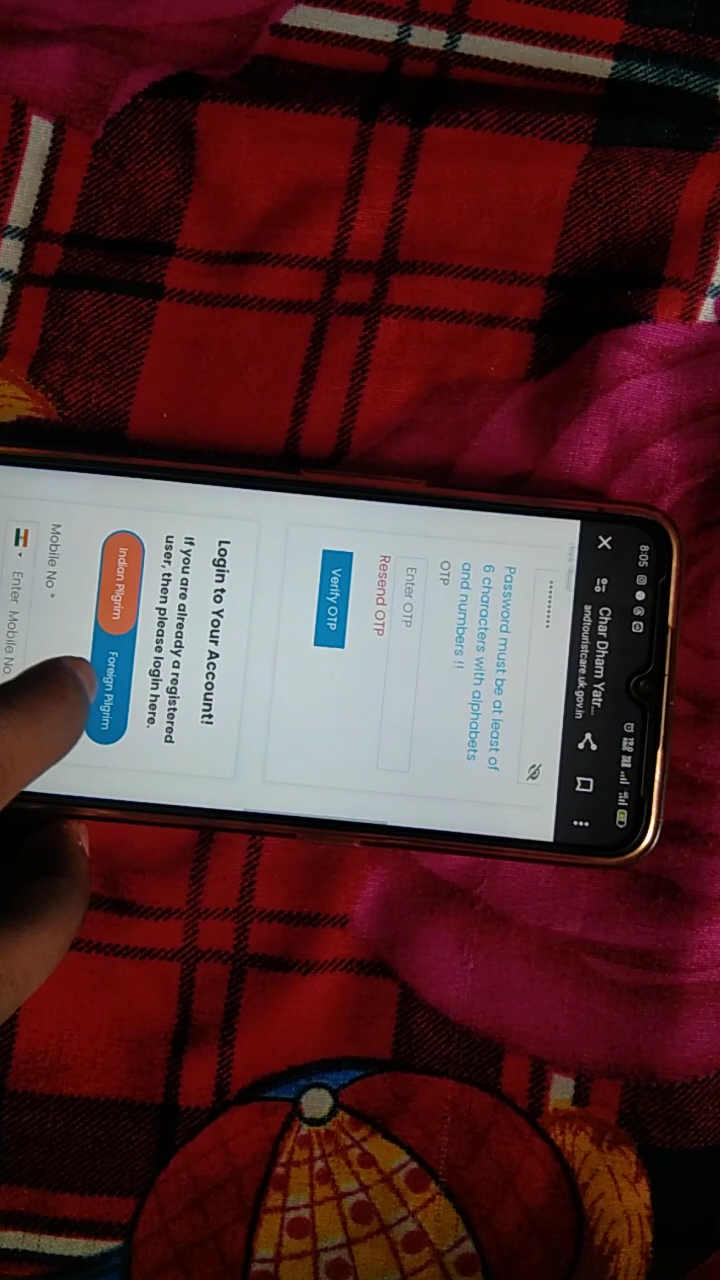 8:05
Char Dham Yatr...
andtouristcare.uk.gov.in
••••••••••
Password must be at least of
6 characters with alphabets
and numbers !!
OTP
Enter OTP
Resend OTP
Verify OTP
Login to Your Account!
If you are already a registered
user, then please login here.
Indian Pilgrim
Foreign Pilgrim
Mobile No *
Enter Mobile No